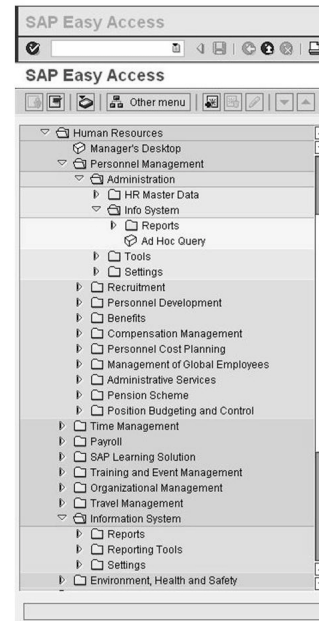 SAP Easy Access
SAP Easy Access
Other menu
Human Resources
Manager's Desktop
Personnel Management
Administration
HR Master Data
Info System
Reports
Ad Hoc Query
Tools
Settings
Recruitment
Personnel Development
Benefits
Compensation Management
Personnel Cost Planning
Management of Global Employees
Administrative Services
Pension Scheme
Position Budgeting and Control
Time Management
Payroll
SAP Learning Solution
Training and Event Management
Organizational Management
Travel Management
Information System
Reports
Reporting Tools
Settings
Environment, Health and Safety